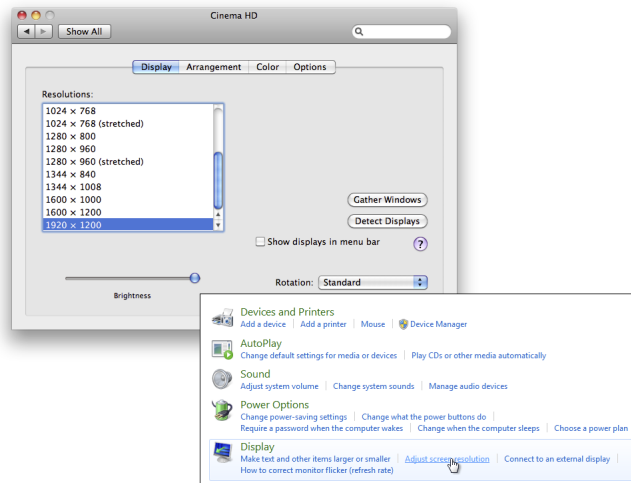 Cinema HD
Show All
Display Arrangement Color Options
Resolutions:
1024 × 768
1024 × 768 (stretched)
1280 × 800
1280 × 960
1280 × 960 (stretched)
1344 × 840
1344 × 1008
1600 × 1000
1600 × 1200
1920 × 1200
Gather Windows
Detect Displays
Show displays in menu bar ?
Brightness
Rotation: Standard
Devices and Printers
Add a device Add a printer Mouse Device Manager
AutoPlay
Change default settings for media or devices Play CDs or other media automatically
Sound
Adjust system volume Change system sounds Manage audio devices
Power Options
Change power-saving settings Change what the power buttons do
Require a password when the computer wakes Change when the computer sleeps Choose a power plan
Display
Make text and other items larger or smaller Adjust screen resolution Connect to an external display
How to correct monitor flicker (refresh rate)